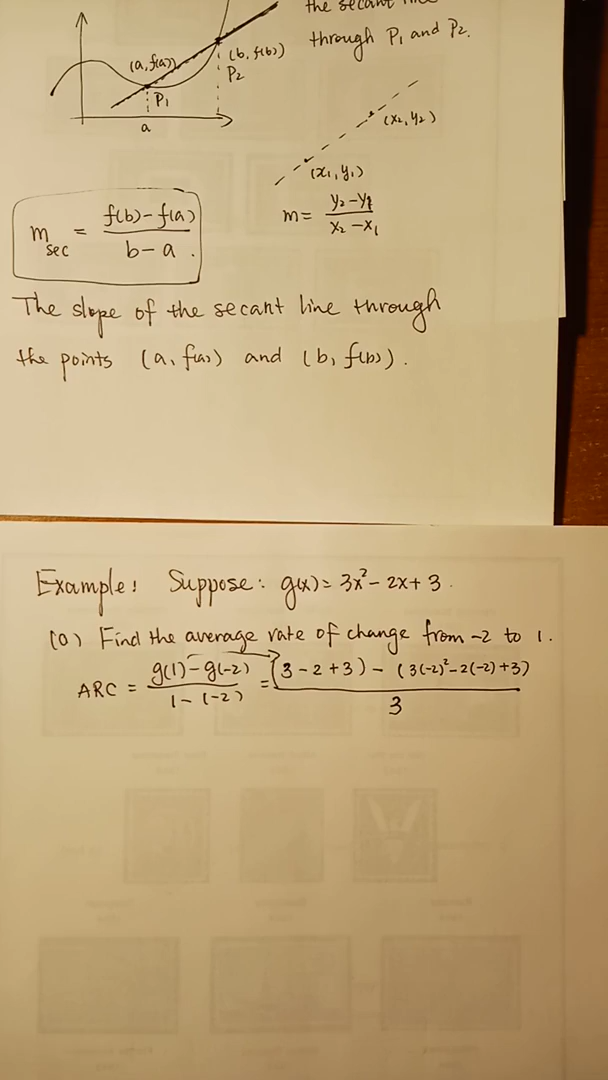 the secant line
through P₁ and P₂.
(a, f(a))
(b, f(b))
P₂
P₁
a
(x₂, y₂)
(x₁, y₁)
m = (y₂ - y₁) / (x₂ - x₁)
m_sec = (f(b) - f(a)) / (b - a).
The slope of the secant line through
the points (a, f(a)) and (b, f(b)).
Example: Suppose: g(x) = 3x² - 2x + 3.
(0) Find the average rate of change from -2 to 1.
ARC = (g(1) - g(-2)) / (1 - (-2)) = ((3 - 2 + 3) - (3(-2)² - 2(-2) + 3)) / 3